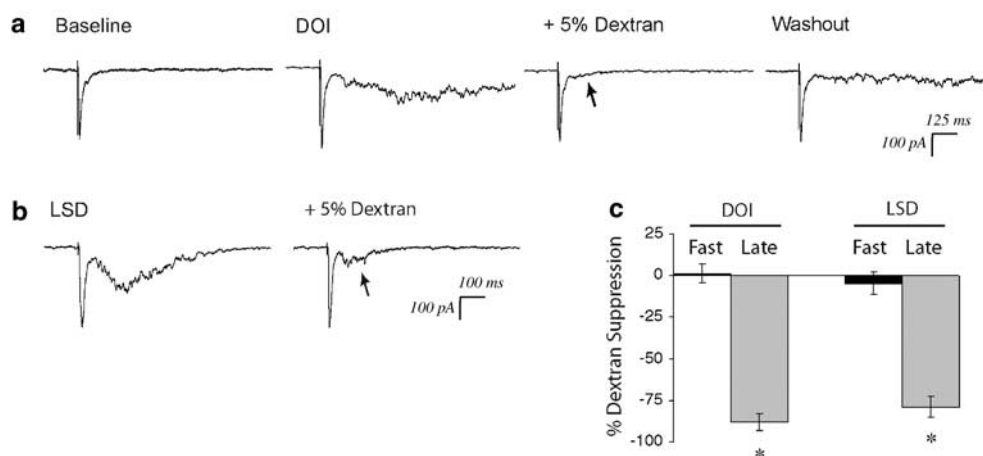 a
Baseline
DOI
+ 5% Dextran
Washout
125 ms
100 pA
b
LSD
+ 5% Dextran
100 ms
100 pA
c
DOI
LSD
Fast Late
Fast Late
% Dextran Suppression
25
0
-25
-50
-75
-100
*
*